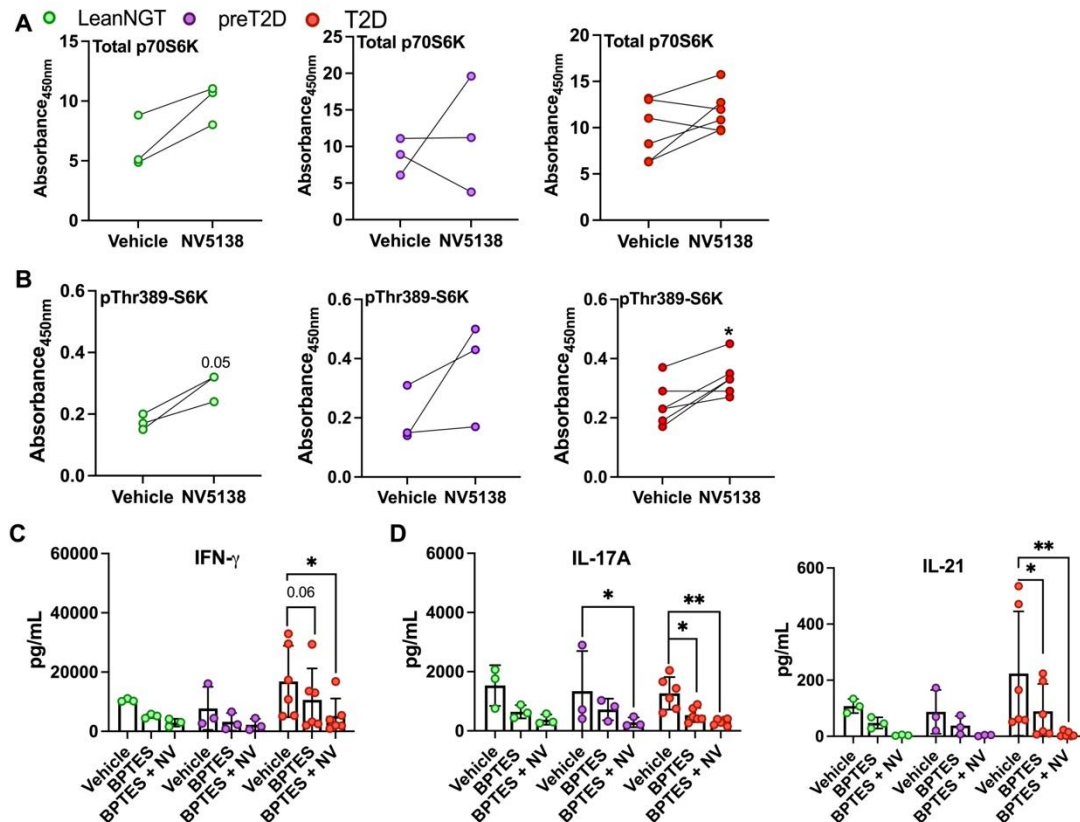 A
LeanNGT preT2D T2D
Total p70S6K
Absorbance450nm
15
10
5
0
Vehicle NV5138
Total p70S6K
Absorbance450nm
25
20
15
10
5
0
Vehicle NV5138
Total p70S6K
Absorbance450nm
20
15
10
5
0
Vehicle NV5138
B
pThr389-S6K
Absorbance450nm
0.6
0.4
0.2
0.0
0.05
Vehicle NV5138
pThr389-S6K
Absorbance450nm
0.6
0.4
0.2
0.0
Vehicle NV5138
pThr389-S6K
Absorbance450nm
0.6
0.4
0.2
0.0
*
Vehicle NV5138
C
IFN-γ
pg/mL
60000
40000
20000
0
*
0.06
Vehicle
BPTES
BPTES + NV
Vehicle
BPTES
BPTES + NV
Vehicle
BPTES
BPTES + NV
D
IL-17A
pg/mL
6000
4000
2000
0
*
**
*
Vehicle
BPTES
BPTES + NV
Vehicle
BPTES
BPTES + NV
Vehicle
BPTES
BPTES + NV
IL-21
pg/mL
600
400
200
0
**
*
Vehicle
BPTES
BPTES + NV
Vehicle
BPTES
BPTES + NV
Vehicle
BPTES
BPTES + NV